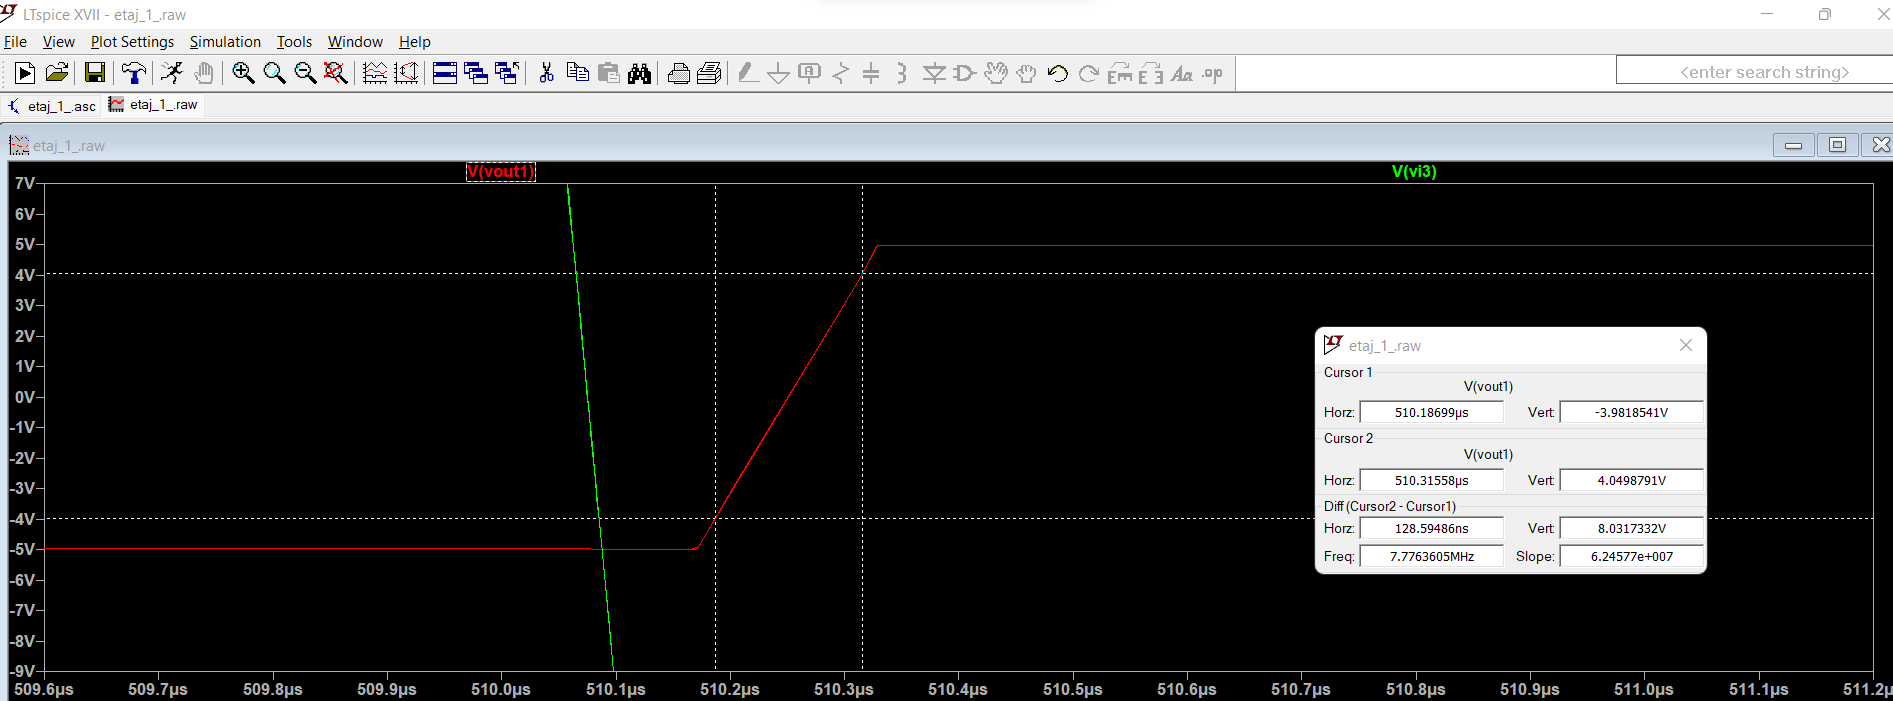 LTspice XVII - etaj_1_.raw
File View Plot Settings Simulation Tools Window Help
.op
<enter search string>
etaj_1_.asc etaj_1_.raw
etaj_1_.raw
V(vout1) V(vi3)
7V
6V
5V
4V
3V
2V
1V
0V
-1V
-2V
-3V
-4V
-5V
-6V
-7V
-8V
-9V
509.6µs 509.7µs 509.8µs 509.9µs 510.0µs 510.1µs 510.2µs 510.3µs 510.4µs 510.5µs 510.6µs 510.7µs 510.8µs 510.9µs 511.0µs 511.1µs 511.2µ
etaj_1_.raw
Cursor 1
V(vout1)
Horz: 510.18699µs Vert: -3.9818541V
Cursor 2
V(vout1)
Horz: 510.31558µs Vert: 4.0498791V
Diff (Cursor2 - Cursor1)
Horz: 128.59486ns Vert: 8.0317332V
Freq: 7.7763605MHz Slope: 6.24577e+007